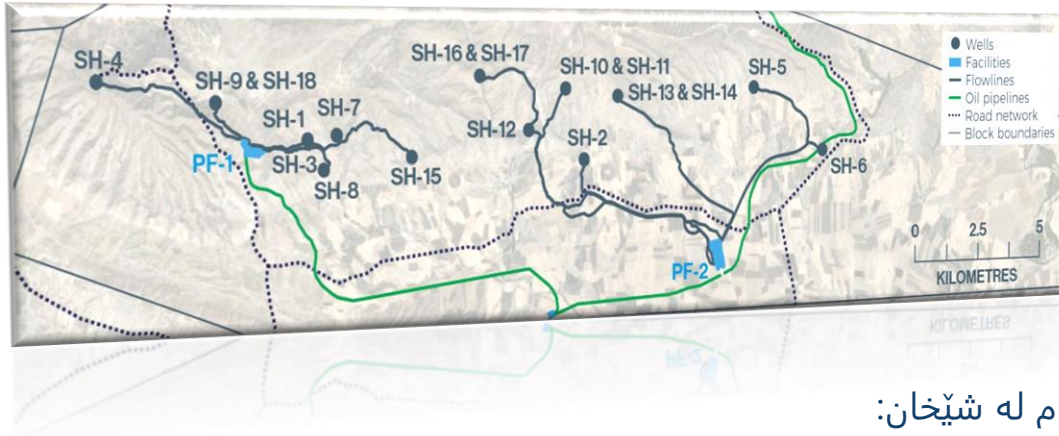 SH-4
SH-9 & SH-18
SH-1
SH-7
SH-3
SH-8
SH-15
PF-1
SH-16 & SH-17
SH-10 & SH-11
SH-12
SH-2
SH-13 & SH-14
SH-5
SH-6
PF-2
Wells
Facilities
Flowlines
Oil pipelines
Road network
Block boundaries
0 2.5 5
KILOMETRES
م لە شێخان: